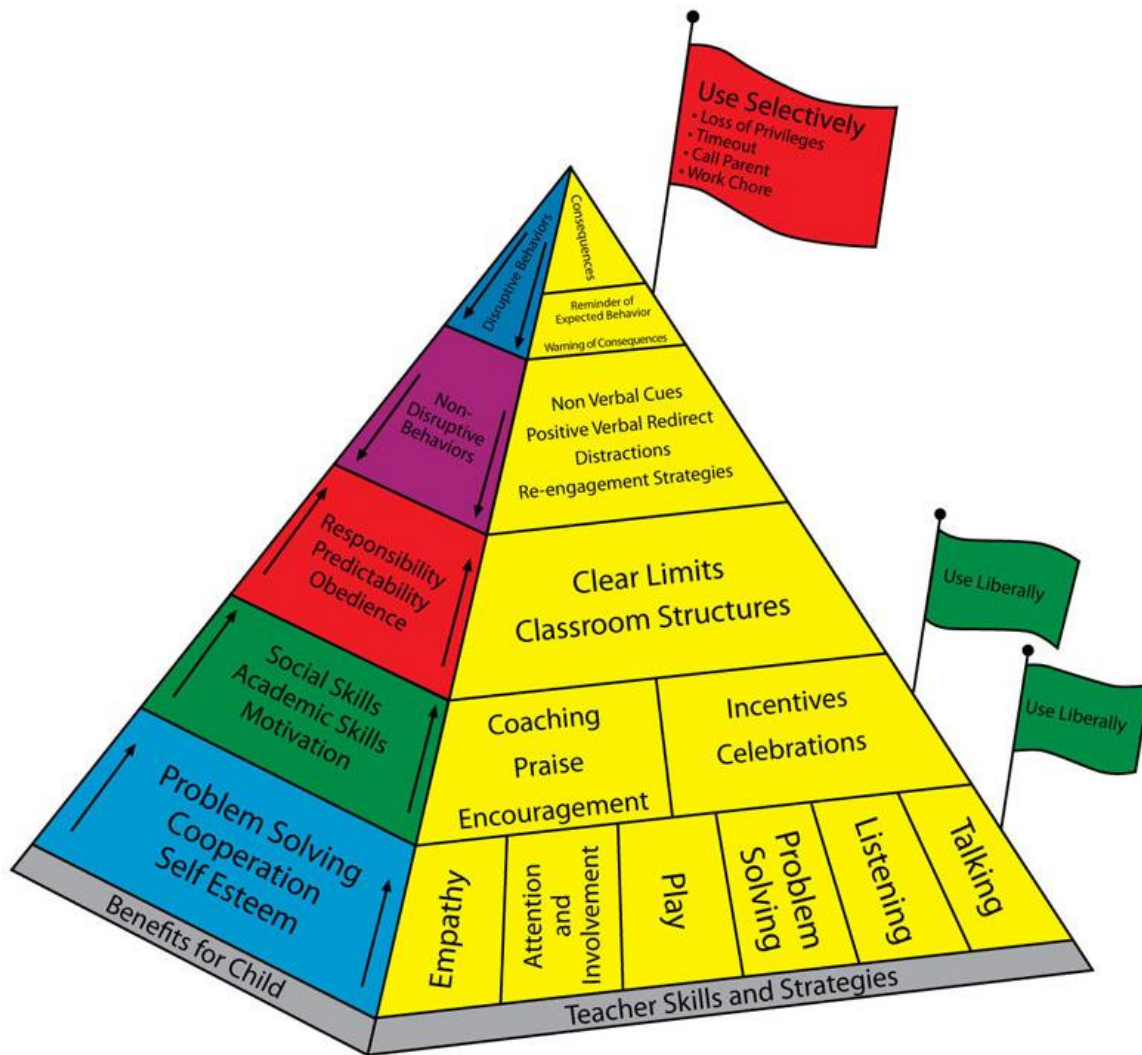 Use Selectively
• Loss of Privileges
• Timeout
• Call Parent
• Work Chore
Disruptive Behaviors
Consequences
Reminder of
Expected Behavior
Warning of Consequences
Non-
Disruptive
Behaviors
Non Verbal Cues
Positive Verbal Redirect
Distractions
Re-engagement Strategies
Responsibility
Predictability
Obedience
Clear Limits
Classroom Structures
Use Liberally
Social Skills
Academic Skills
Motivation
Coaching
Praise
Encouragement
Incentives
Celebrations
Use Liberally
Problem Solving
Cooperation
Self Esteem
Empathy
Attention
and
Involvement
Play
Problem
Solving
Listening
Talking
Benefits for Child
Teacher Skills and Strategies